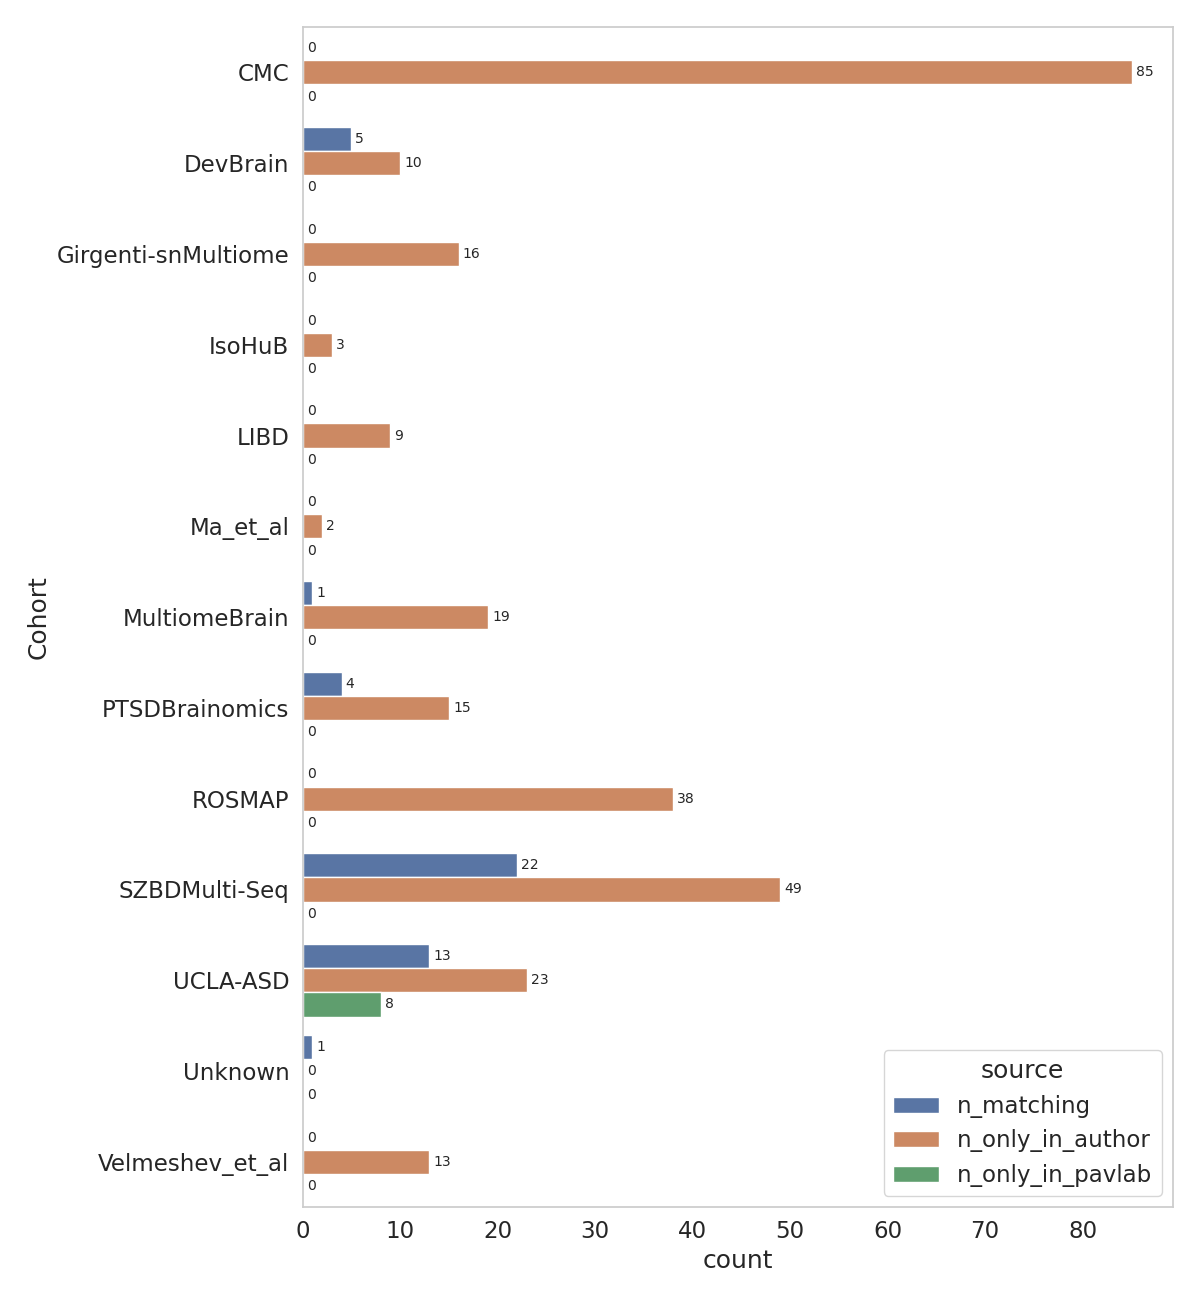 0
CMC 85
0
5
DevBrain 10
0
0
Girgenti-snMultiome 16
0
0
IsoHuB 3
0
0
LIBD 9
0
0
Ma_et_al 2
0
1
MultiomeBrain 19
0
4
PTSDBrainomics 15
0
0
ROSMAP 38
0
22
SZBDMulti-Seq 49
0
13
UCLA-ASD 23
8
1
Unknown 0
0
0
Velmeshev_et_al 13
0
Cohort
0 10 20 30 40 50 60 70 80
count
source
n_matching
n_only_in_author
n_only_in_pavlab